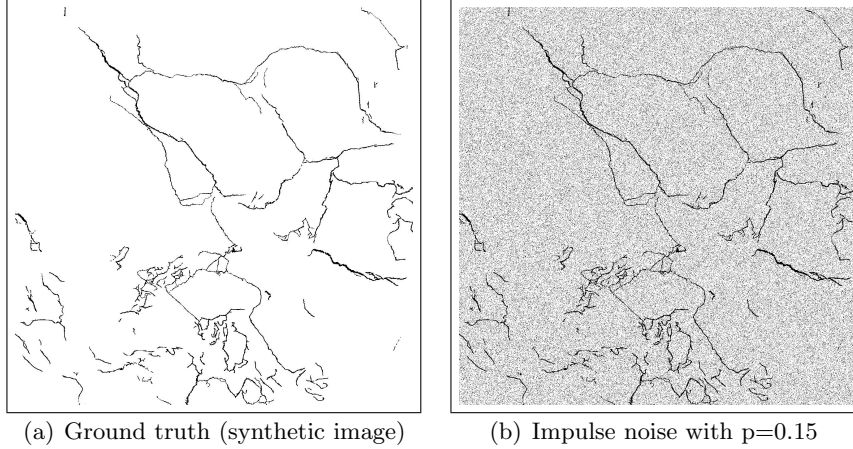 (a) Ground truth (synthetic image)
(b) Impulse noise with p=0.15